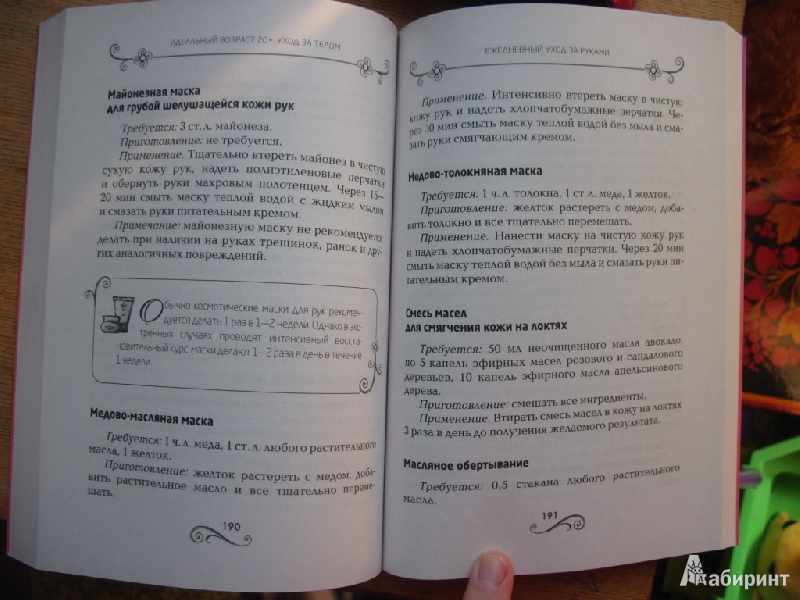 ИДЕАЛЬНЫЙ ВОЗРАСТ 20+. УХОД ЗА ТЕЛОМ
Майонезная маска
для грубой шелушащейся кожи рук
Требуется: 3 ст. л. майонеза.
Приготовление: не требуется.
Применение. Тщательно втереть майонез в чистую
сухую кожу рук, надеть полиэтиленовые перчатки
и обернуть руки махровым полотенцем. Через 15—
20 мин смыть маску теплой водой с жидким мылом
и смазать руки питательным кремом.
Примечание: майонезную маску не рекомендуется
делать при наличии на руках трещинок, ранок и дру-
гих аналогичных повреждений.
Обычно косметические маски для рук рекомен-
дуется делать 1 раз в 1—2 недели. Однако в экс-
тренных случаях проводят интенсивный восста-
новительный курс маски делают 1—2 раза в день в течение
1 недели.
Медово-масляная маска
Требуется: 1 ч. л. меда, 1 ст. л. любого растительного
масла, 1 желток.
Приготовление: желток растереть с медом, доба-
вить растительное масло и все тщательно переме-
шать.
190
ЕЖЕДНЕВНЫЙ УХОД ЗА РУКАМИ
Применение. Интенсивно втереть маску в чистую
кожу рук и надеть хлопчатобумажные перчатки. Че-
рез 30 мин смыть маску теплой водой без мыла и сма-
зать руки смягчающим кремом.
Медово-толокняная маска
Требуется: 1 ч. л. толокна, 1 ст. л. меда, 1 желток.
Приготовление: желток растереть с медом, доба-
вить толокно и все тщательно перемешать.
Применение. Нанести маску на чистую кожу рук
и надеть хлопчатобумажные перчатки. Через 20 мин
смыть маску теплой водой без мыла и смазать руки пи-
тательным кремом.
Смесь масел
для смягчения кожи на локтях
Требуется: 50 мл неочищенного масла авокадо,
по 5 капель эфирных масел розового и сандалового
деревьев, 10 капель эфирного масла апельсинового
дерева.
Приготовление: смешать все ингредиенты.
Применение. Втирать смесь масел в кожу на локтях
3 раза в день до получения желаемого результата.
Масляное обертывание
Требуется: 0,5 стакана любого растительного
масла.
191
Лабиринт